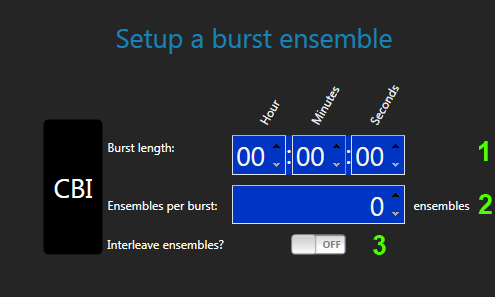 Setup a burst ensemble
Hour Minutes Seconds
Burst length: 00 : 00 : 00 1
CBI
Ensembles per burst: 0 ensembles 2
Interleave ensembles? OFF 3